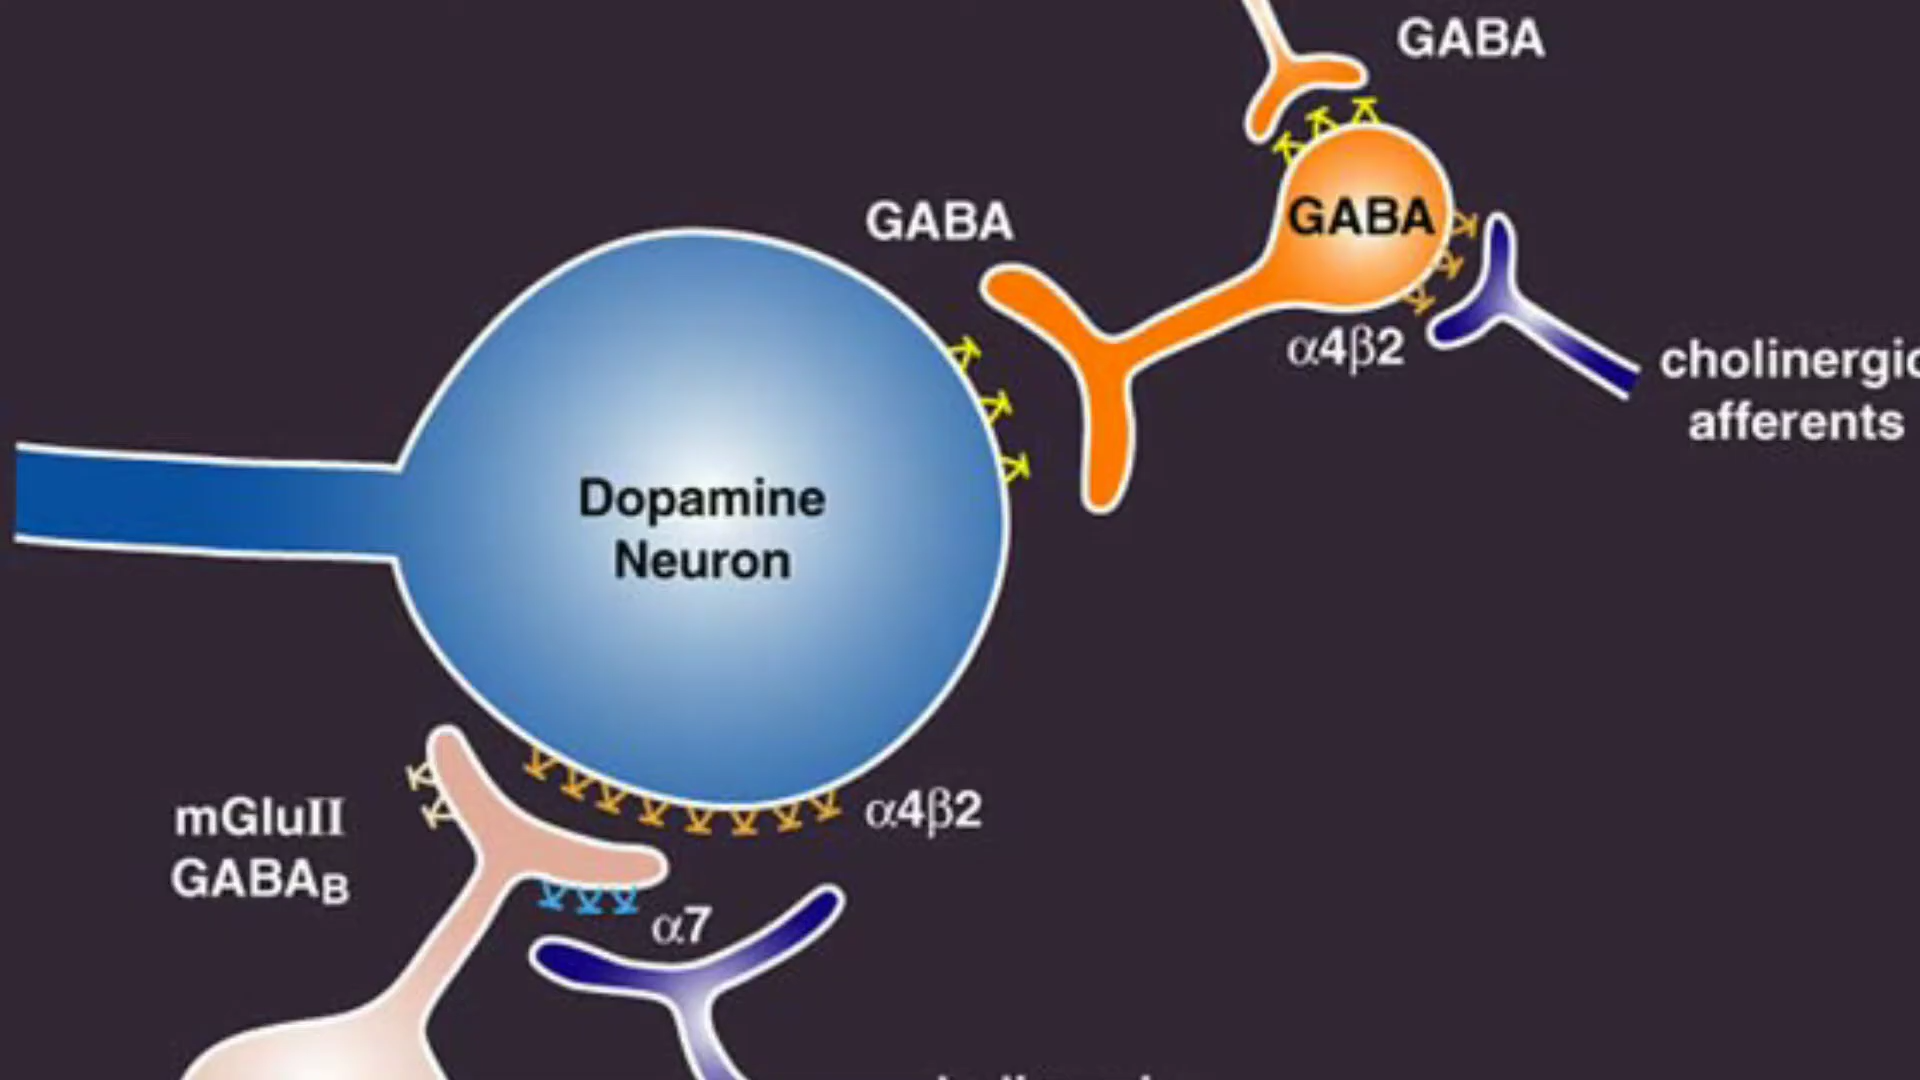 GABA
GABA
GABA
α4β2
cholinergic
afferents
Dopamine
Neuron
α4β2
mGluII
GABAB
α7